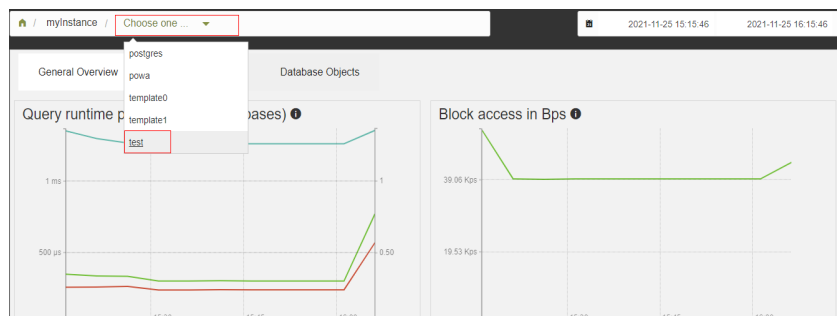 / myInstance / Choose one ...
2021-11-25 15:15:46 2021-11-25 16:15:46
postgres
powa
template0
template1
test
General Overview
Database Objects
Query runtime p
bases)
Block access in Bps
1 ms
1
500 µs
0.50
39.06 Kps
19.53 Kps